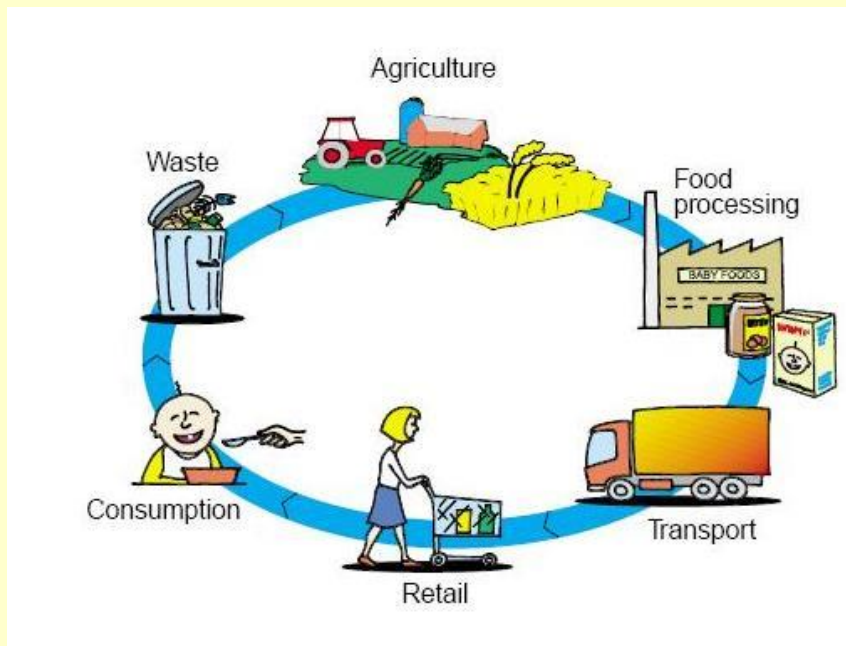 Agriculture
Waste
Food
processing
BABY FOODS
Consumption
Transport
Retail